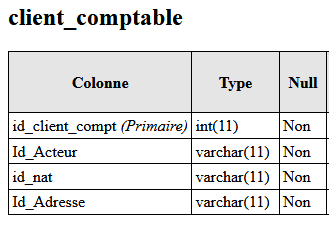 client_comptable
Colonne Type Null
id_client_compt (Primaire) int(11) Non
Id_Acteur varchar(11) Non
id_nat varchar(11) Non
Id_Adresse varchar(11) Non